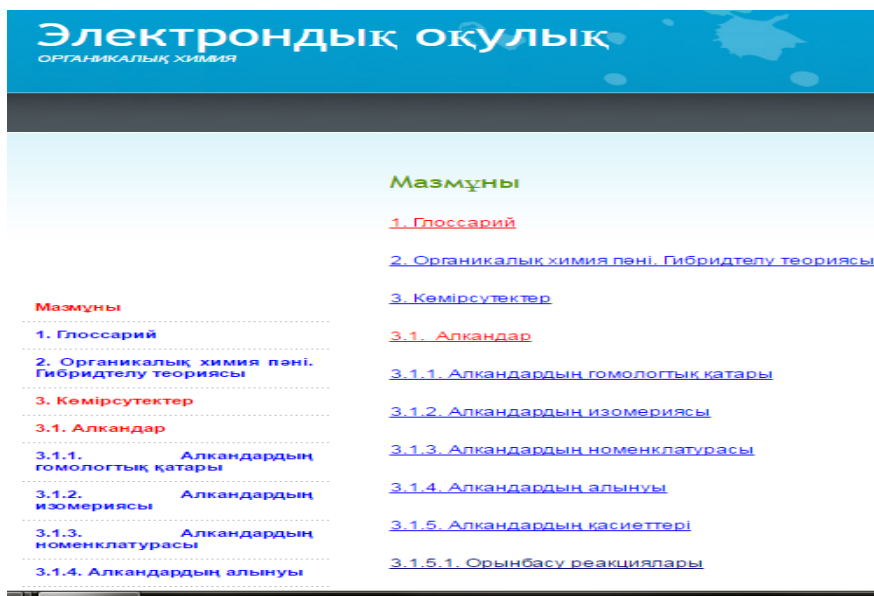 Электрондық оқулық
ОРГАНИКАЛЫҚ ХИМИЯ
Мазмұны
1. Глоссарий
2. Органикалық химия пәні.
Гибридтелу теориясы
3. Көмірсутектер
3.1. Алкандар
3.1.1. Алкандардың
гомологтық қатары
3.1.2. Алкандардың
изомериясы
3.1.3. Алкандардың
номенклатурасы
3.1.4. Алкандардың алынуы
Мазмұны
1. Глоссарий
2. Органикалық химия пәні. Гибридтелу теориясы
3. Көмірсутектер
3.1. Алкандар
3.1.1. Алкандардың гомологтық қатары
3.1.2. Алкандардың изомериясы
3.1.3. Алкандардың номенклатурасы
3.1.4. Алкандардың алынуы
3.1.5. Алкандардың қасиеттері
3.1.5.1. Орынбасу реакциялары